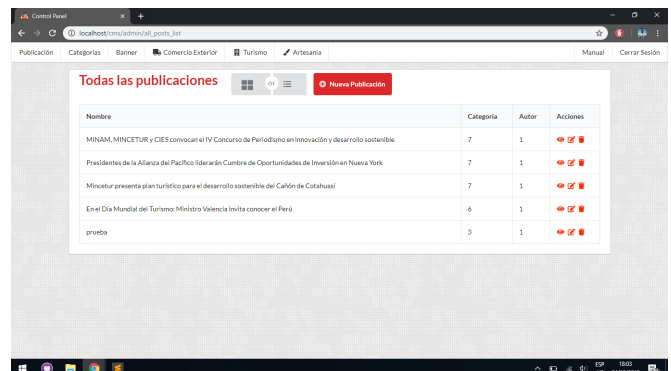 Control Panel
localhost/cms/admin/all_posts_list
Publicación Categorias Banner Comercio Exterior Turismo Artesania Manual Cerrar Sesión
Todas las publicaciones or Nueva Publicación
Nombre Categoria Autor Acciones
MINAM, MINCETUR y CIES convocan el IV Concurso de Periodismo en innovación y desarrollo sostenible 7 1
Presidentes de la Alianza del Pacífico liderarán Cumbre de Oportunidades de Inversión en Nueva York 7 1
Mincetur presenta plan turístico para el desarrollo sostenible del Cañón de Cotahuasi 7 1
En el Día Mundial del Turismo: Ministro Valencia invita conocer el Perú 6 1
prueba 3 1
ESP 18:03